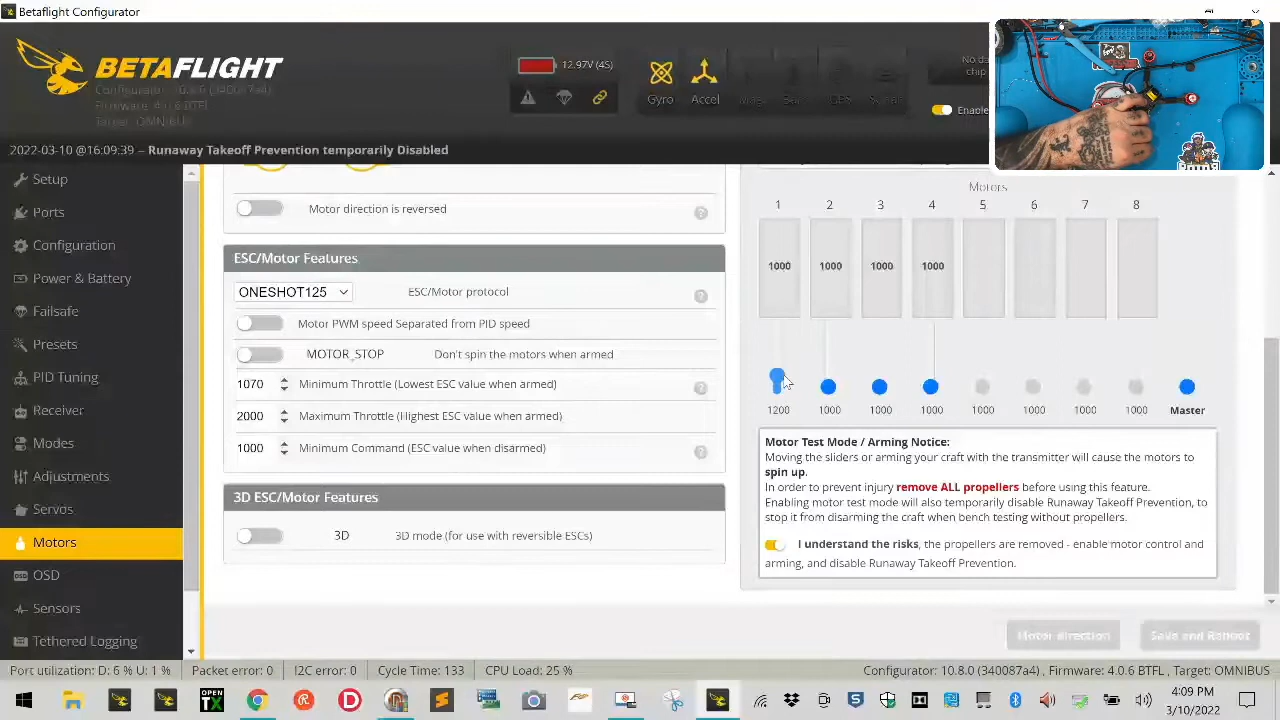 Betaflight Configurator
BETAFLIGHT
12.97V (4S)
Gyro
Accel
Enable
2022-03-10 @16:09:39 – Runaway Takeoff Prevention temporarily Disabled
Setup
Ports
Configuration
Power & Battery
Failsafe
Presets
PID Tuning
Receiver
Modes
Adjustments
Servos
Motors
OSD
Sensors
Tethered Logging
Motor direction is reversed
ESC/Motor Features
ONESHOT125 ESC/Motor protocol
Motor PWM speed Separated from PID speed
MOTOR_STOP Don't spin the motors when armed
1070 Minimum Throttle (Lowest ESC value when armed)
2000 Maximum Throttle (Highest ESC value when armed)
1000 Minimum Command (ESC value when disarmed)
3D ESC/Motor Features
3D 3D mode (for use with reversible ESCs)
Motors
1 2 3 4 5 6 7 8
1000 1000 1000 1000
1200 1000 1000 1000 1000 1000 1000 1000 Master
Motor Test Mode / Arming Notice:
Moving the sliders or arming your craft with the transmitter will cause the motors to
spin up.
In order to prevent injury remove ALL propellers before using this feature.
Enabling motor test mode will also temporarily disable Runaway Takeoff Prevention, to
stop it from disarming the craft when bench testing without propellers.
I understand the risks, the propellers are removed - enable motor control and
arming, and disable Runaway Takeoff Prevention.
Motor direction Save and Reboot
Port utilization: D: 6 % U: 1 % Packet error: 0 I2C error: 0 Cycle Time: 133 CPU Load: 25 % Configurator: 10.8.0 (340087a4), Firmware: 4.0.6 BTFL, Target: OMNIBUS
OPEN
TX
4:09 PM
3/10/2022